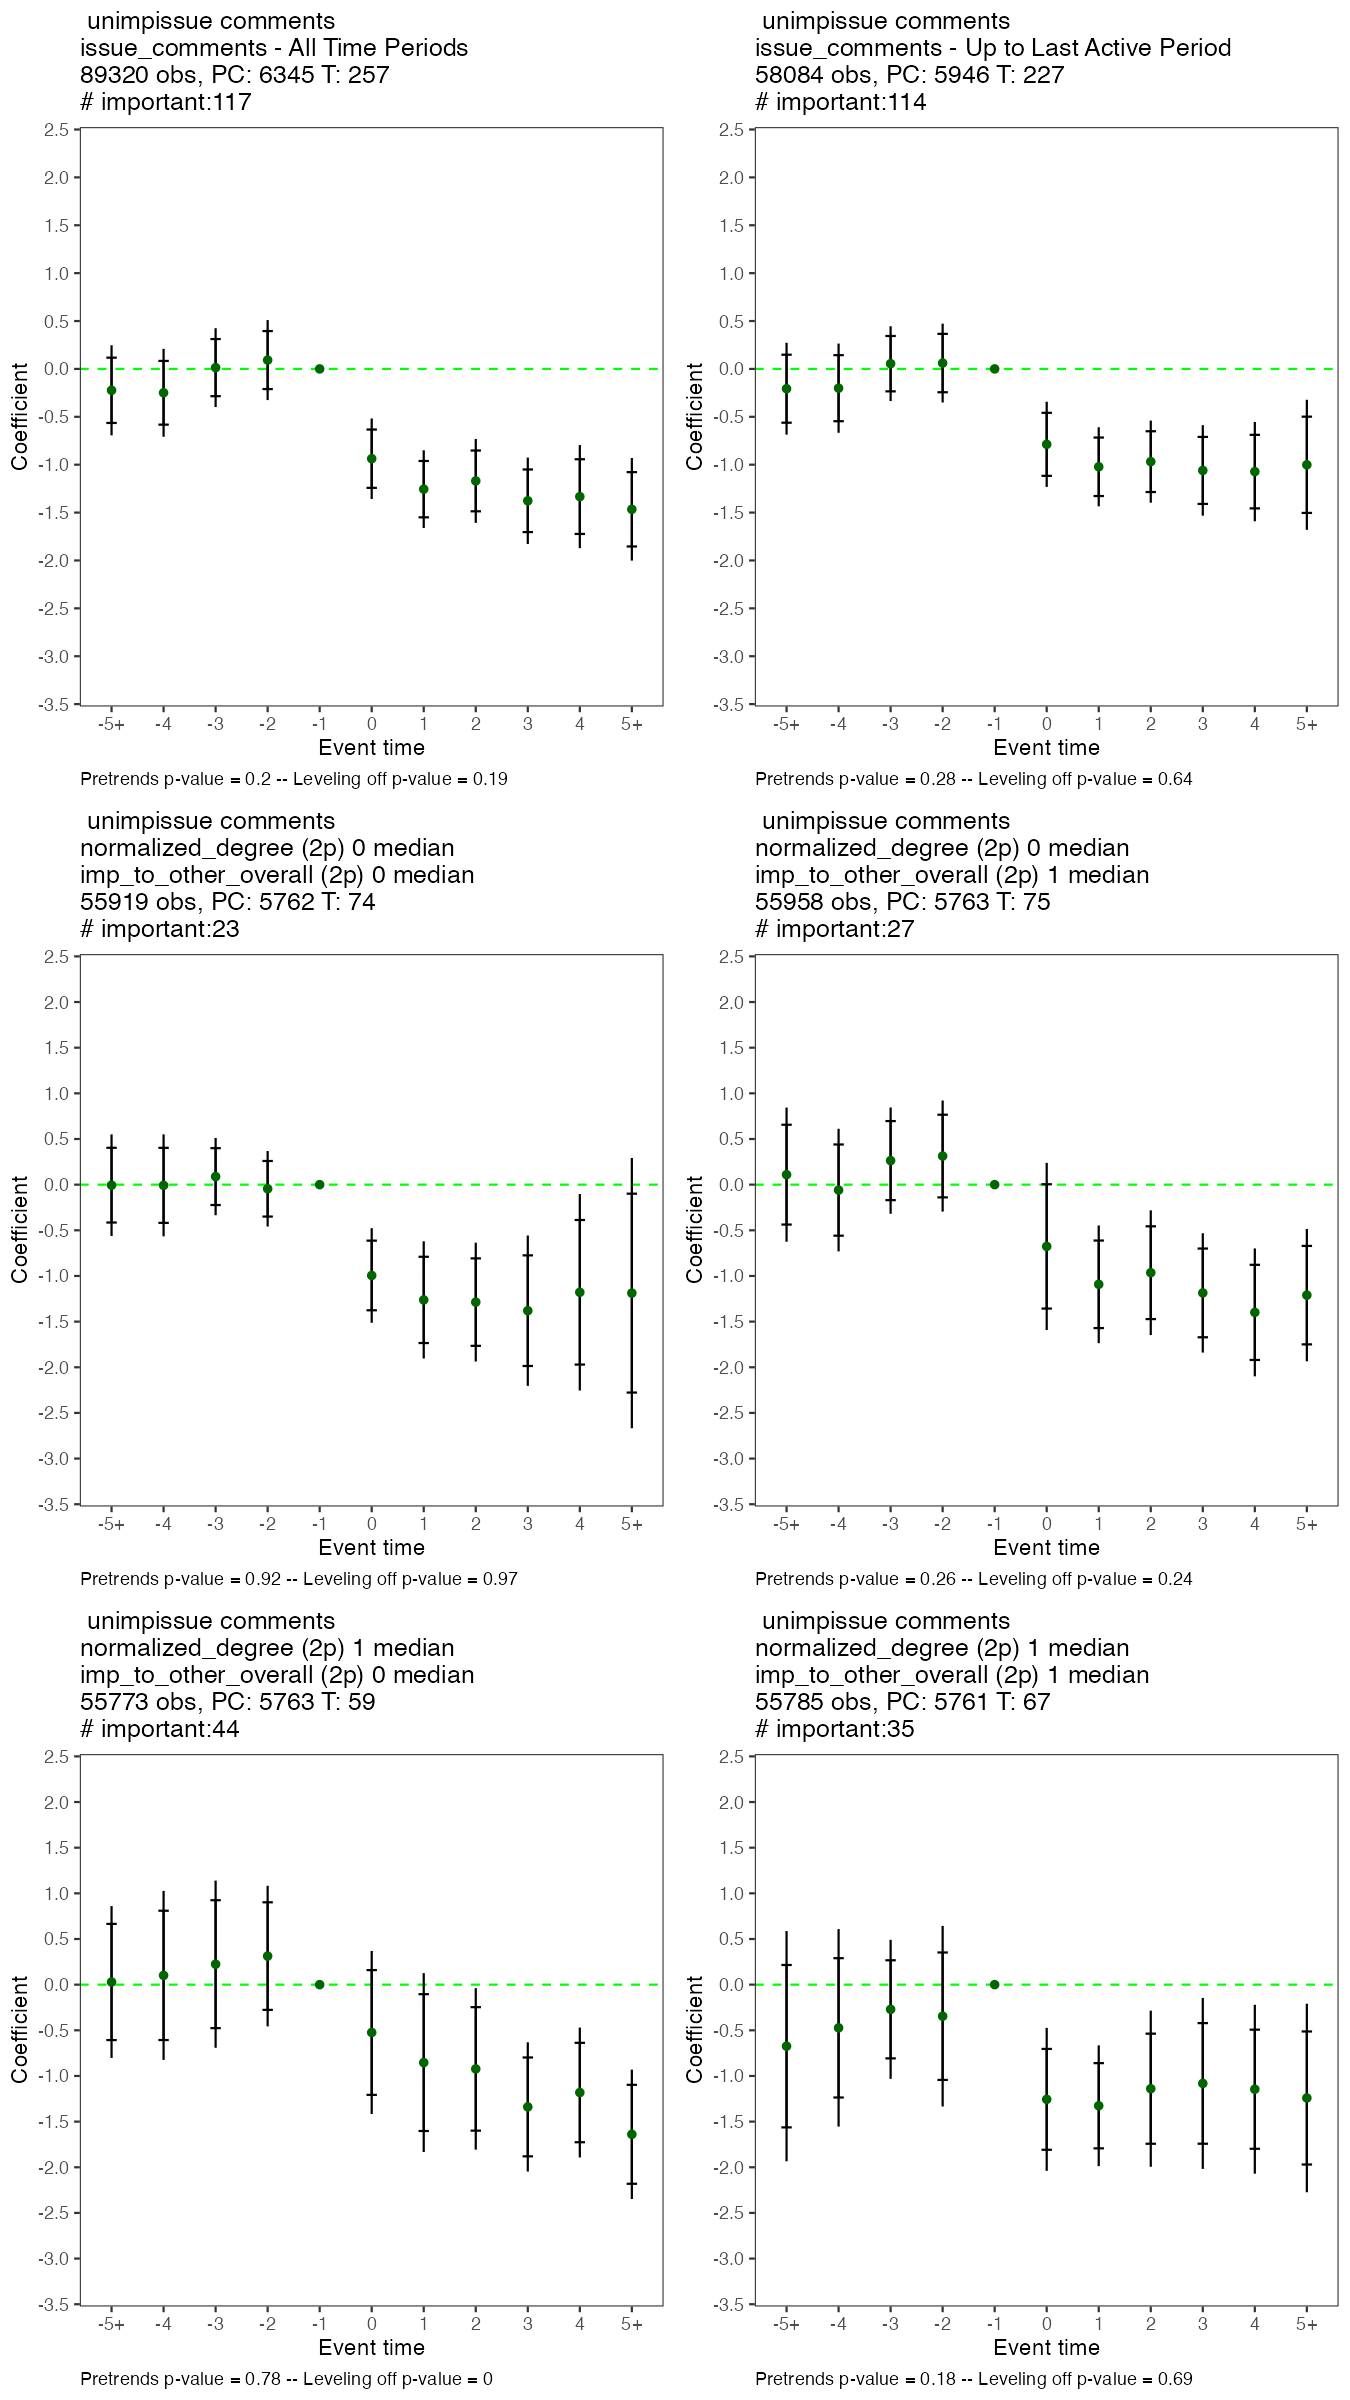 unimpissue comments
issue_comments - All Time Periods
89320 obs, PC: 6345 T: 257
# important:117
2.5
2.0
1.5
1.0
0.5
0.0
-0.5
-1.0
-1.5
-2.0
-2.5
-3.0
-3.5
Coefficient
-5+ -4 -3 -2 -1 0 1 2 3 4 5+
Event time
Pretrends p-value = 0.2 -- Leveling off p-value = 0.19
unimpissue comments
issue_comments - Up to Last Active Period
58084 obs, PC: 5946 T: 227
# important:114
2.5
2.0
1.5
1.0
0.5
0.0
-0.5
-1.0
-1.5
-2.0
-2.5
-3.0
-3.5
Coefficient
-5+ -4 -3 -2 -1 0 1 2 3 4 5+
Event time
Pretrends p-value = 0.28 -- Leveling off p-value = 0.64
unimpissue comments
normalized_degree (2p) 0 median
imp_to_other_overall (2p) 0 median
55919 obs, PC: 5762 T: 74
# important:23
2.5
2.0
1.5
1.0
0.5
0.0
-0.5
-1.0
-1.5
-2.0
-2.5
-3.0
-3.5
Coefficient
-5+ -4 -3 -2 -1 0 1 2 3 4 5+
Event time
Pretrends p-value = 0.92 -- Leveling off p-value = 0.97
unimpissue comments
normalized_degree (2p) 0 median
imp_to_other_overall (2p) 1 median
55958 obs, PC: 5763 T: 75
# important:27
2.5
2.0
1.5
1.0
0.5
0.0
-0.5
-1.0
-1.5
-2.0
-2.5
-3.0
-3.5
Coefficient
-5+ -4 -3 -2 -1 0 1 2 3 4 5+
Event time
Pretrends p-value = 0.26 -- Leveling off p-value = 0.24
unimpissue comments
normalized_degree (2p) 1 median
imp_to_other_overall (2p) 0 median
55773 obs, PC: 5763 T: 59
# important:44
2.5
2.0
1.5
1.0
0.5
0.0
-0.5
-1.0
-1.5
-2.0
-2.5
-3.0
-3.5
Coefficient
-5+ -4 -3 -2 -1 0 1 2 3 4 5+
Event time
Pretrends p-value = 0.78 -- Leveling off p-value = 0
unimpissue comments
normalized_degree (2p) 1 median
imp_to_other_overall (2p) 1 median
55785 obs, PC: 5761 T: 67
# important:35
2.5
2.0
1.5
1.0
0.5
0.0
-0.5
-1.0
-1.5
-2.0
-2.5
-3.0
-3.5
Coefficient
-5+ -4 -3 -2 -1 0 1 2 3 4 5+
Event time
Pretrends p-value = 0.18 -- Leveling off p-value = 0.69